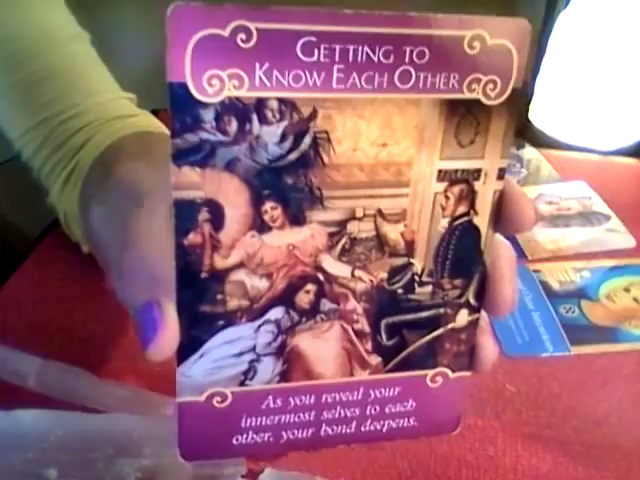 Getting to
Know Each Other
As you reveal your
innermost selves to each
other, your bond deepens.